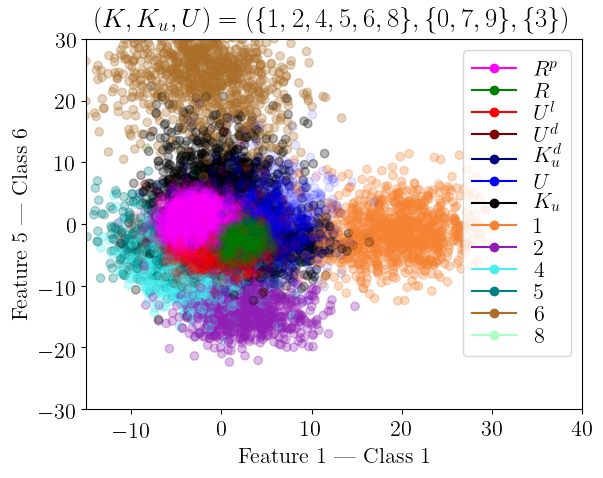 (K, K_u, U) = ({1, 2, 4, 5, 6, 8}, {0, 7, 9}, {3})
30
20
10
0
−10
−20
−30
Feature 5 — Class 6
−10 0 10 20 30 40
Feature 1 — Class 1
R^p
R
U^l
U^d
K_u^d
U
K_u
1
2
4
5
6
8